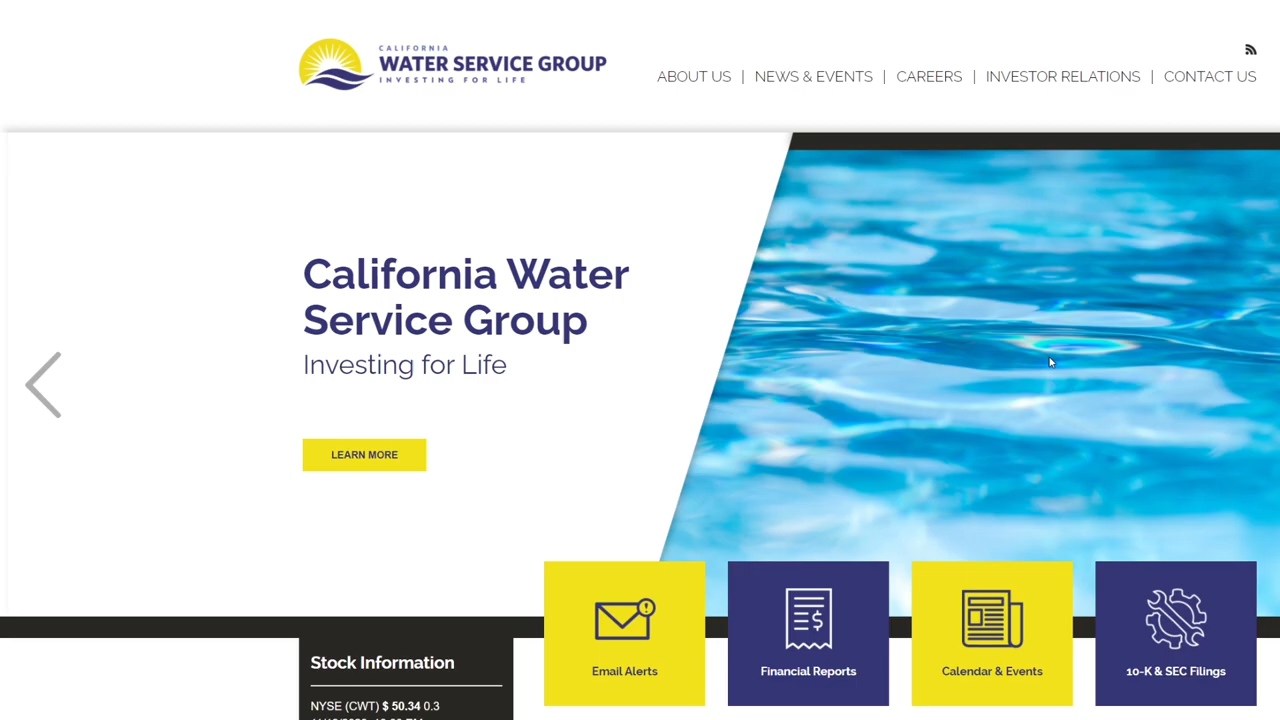 CALIFORNIA
WATER SERVICE GROUP
INVESTING FOR LIFE
ABOUT US | NEWS & EVENTS | CAREERS | INVESTOR RELATIONS | CONTACT US
California Water
Service Group
Investing for Life
LEARN MORE
Email Alerts
Financial Reports
Calendar & Events
10-K & SEC Filings
Stock Information
NYSE (CWT) $ 50.34 0.3